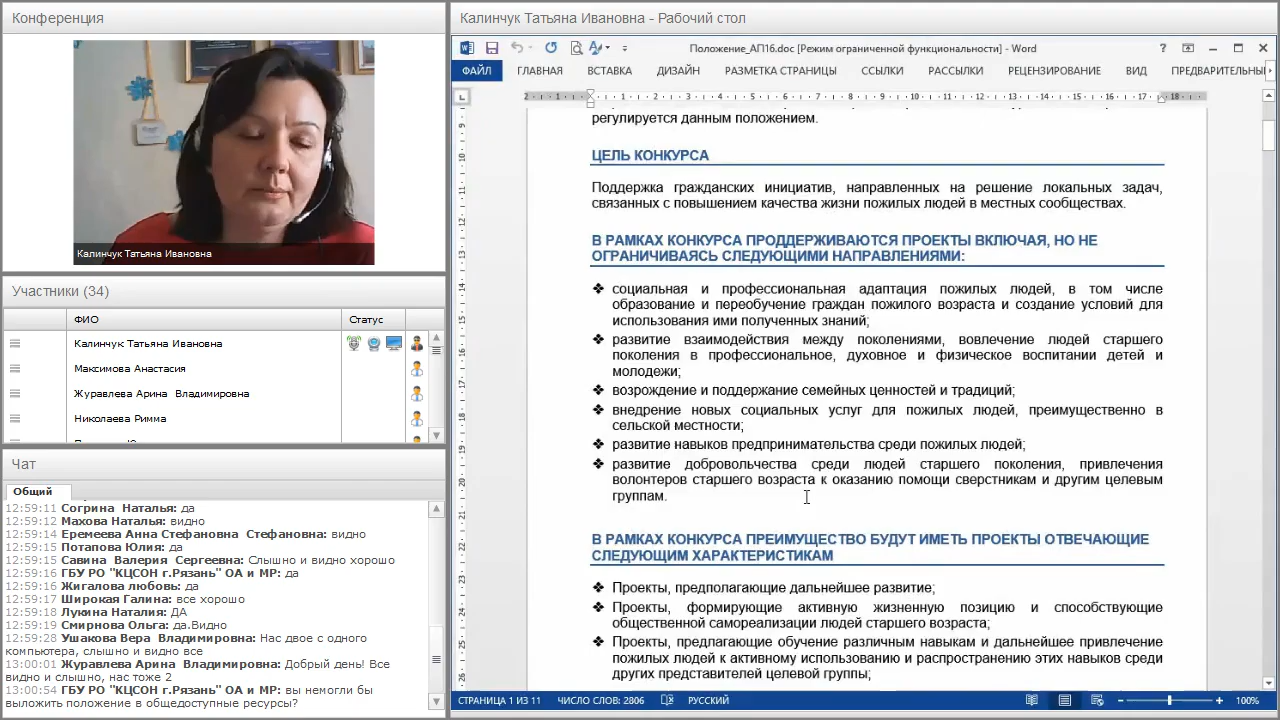 Конференция
Калинчук Татьяна Ивановна
Участники (34)
ФИО
Статус
Калинчук Татьяна Ивановна
Максимова Анастасия
Журавлева Арина Владимировна
Николаева Римма
Чат
Общий
12:59:11 Согрина Наталья: да
12:59:12 Махова Наталья: видно
12:59:14 Еремеева Анна Стефановна Стефановна: видно
12:59:15 Потапова Юлия: да
12:59:15 Савина Валерия Сергеевна: Слышно и видно хорошо
12:59:16 ГБУ РО "КЦСОН г.Рязань" ОА и МР: да
12:59:16 Жигалова любовь: да
12:59:17 Широкая Галина: все хорошо
12:59:18 Лукина Наталия: ДА
12:59:19 Смирнова Ольга: да.Видно
12:59:28 Ушакова Вера Владимировна: Нас двое с одного
компьютера, слышно и видно всё
13:00:01 Журавлева Арина Владимировна: Добрый день! Все
видно и слышно, нас тоже 2
13:00:54 ГБУ РО "КЦСОН г.Рязань" ОА и МР: вы немогли бы
выложить положение в общедоступные ресурсы?
Калинчук Татьяна Ивановна - Рабочий стол
Положение_АП16.doc [Режим ограниченной функциональности] - Word
ФАЙЛ ГЛАВНАЯ ВСТАВКА ДИЗАЙН РАЗМЕТКА СТРАНИЦЫ ССЫЛКИ РАССЫЛКИ РЕЦЕНЗИРОВАНИЕ ВИД
регулируется данным положением.
ЦЕЛЬ КОНКУРСА
Поддержка гражданских инициатив, направленных на решение локальных задач,
связанных с повышением качества жизни пожилых людей в местных сообществах.
В РАМКАХ КОНКУРСА ПРОДДЕРЖИВАЮТСЯ ПРОЕКТЫ ВКЛЮЧАЯ, НО НЕ
ОГРАНИЧИВАЯСЬ СЛЕДУЮЩИМИ НАПРАВЛЕНИЯМИ:
❖ социальная и профессиональная адаптация пожилых людей, в том числе
образование и переобучение граждан пожилого возраста и создание условий для
использования ими полученных знаний;
❖ развитие взаимодействия между поколениями, вовлечение людей старшего
поколения в профессиональное, духовное и физическое воспитании детей и
молодежи;
❖ возрождение и поддержание семейных ценностей и традиций;
❖ внедрение новых социальных услуг для пожилых людей, преимущественно в
сельской местности;
❖ развитие навыков предпринимательства среди пожилых людей;
❖ развитие добровольчества среди людей старшего поколения, привлечения
волонтеров старшего возраста к оказанию помощи сверстникам и другим целевым
группам.
В РАМКАХ КОНКУРСА ПРЕИМУЩЕСТВО БУДУТ ИМЕТЬ ПРОЕКТЫ ОТВЕЧАЮЩИЕ
СЛЕДУЮЩИМ ХАРАКТЕРИСТИКАМ
❖ Проекты, предполагающие дальнейшее развитие;
❖ Проекты, формирующие активную жизненную позицию и способствующие
общественной самореализации людей старшего возраста;
❖ Проекты, предлагающие обучение различным навыкам и дальнейшее привлечение
пожилых людей к активному использованию и распространению этих навыков среди
других представителей целевой группы;
СТРАНИЦА 1 ИЗ 11 ЧИСЛО СЛОВ: 2806 РУССКИЙ 100%